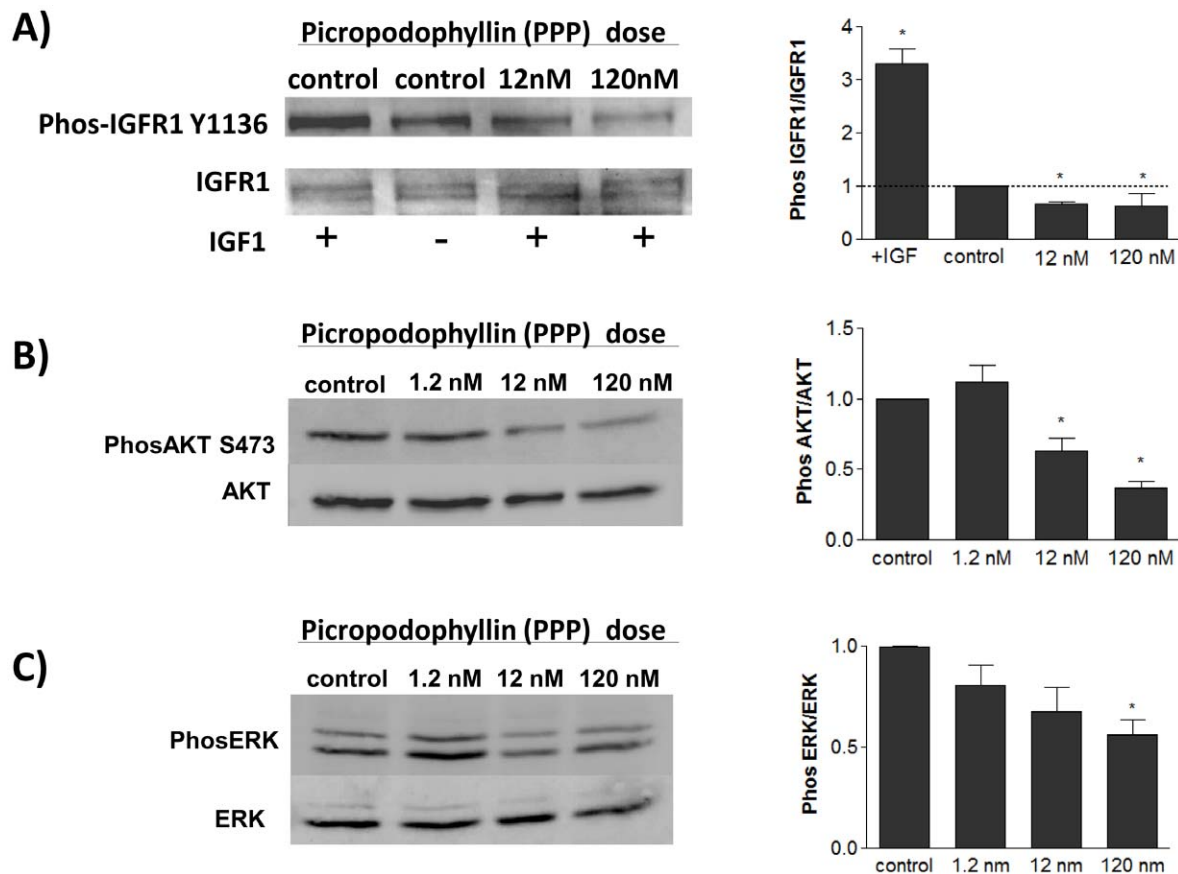 A)
Picropodophyllin (PPP) dose
control control 12nM 120nM
Phos-IGFR1 Y1136
IGFR1
IGF1 + - + +
Phos IGFR1/IGFR1
4
3
2
1
0
* * *
+IGF control 12 nM 120 nM
B)
Picropodophyllin (PPP) dose
control 1.2 nM 12 nM 120 nM
PhosAKT S473
AKT
Phos AKT/AKT
1.5
1.0
0.5
0.0
* *
control 1.2 nM 12 nM 120 nM
C)
Picropodophyllin (PPP) dose
control 1.2 nM 12 nM 120 nM
PhosERK
ERK
Phos ERK/ERK
1.0
0.5
0.0
*
control 1.2 nm 12 nm 120 nm